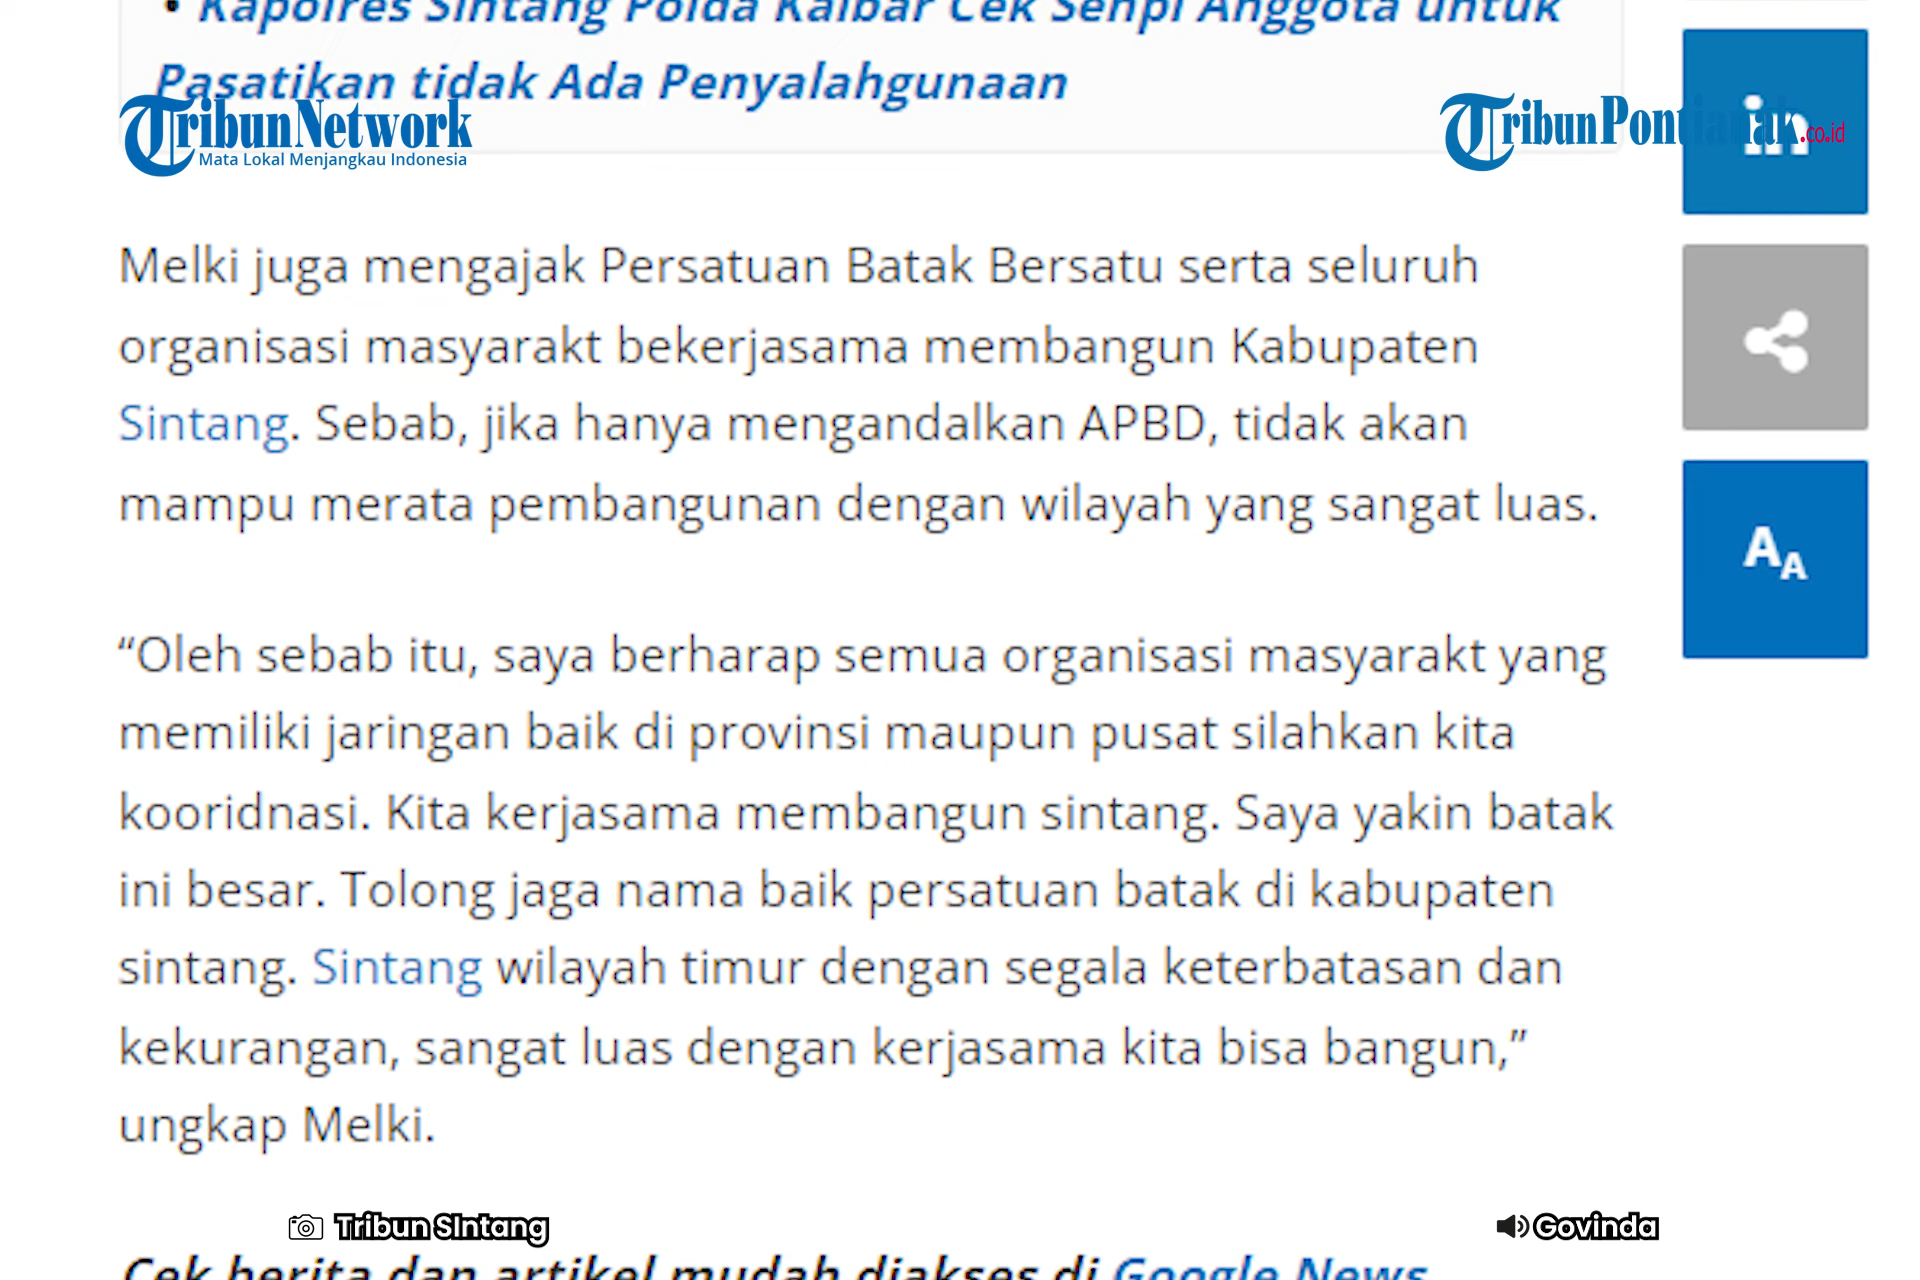 • Kapolres Sintang Polda Kalbar Cek Senpi Anggota untuk
Pasatikan tidak Ada Penyalahgunaan
TribunNetwork
Mata Lokal Menjangkau Indonesia
TribunPontianak.co.id
in
Melki juga mengajak Persatuan Batak Bersatu serta seluruh
organisasi masyarakt bekerjasama membangun Kabupaten
Sintang. Sebab, jika hanya mengandalkan APBD, tidak akan
mampu merata pembangunan dengan wilayah yang sangat luas.
AA
“Oleh sebab itu, saya berharap semua organisasi masyarakt yang
memiliki jaringan baik di provinsi maupun pusat silahkan kita
kooridnasi. Kita kerjasama membangun sintang. Saya yakin batak
ini besar. Tolong jaga nama baik persatuan batak di kabupaten
sintang. Sintang wilayah timur dengan segala keterbatasan dan
kekurangan, sangat luas dengan kerjasama kita bisa bangun,”
ungkap Melki.
Tribun SIntang
Govinda
Cek berita dan artikel mudah diakses di Google News